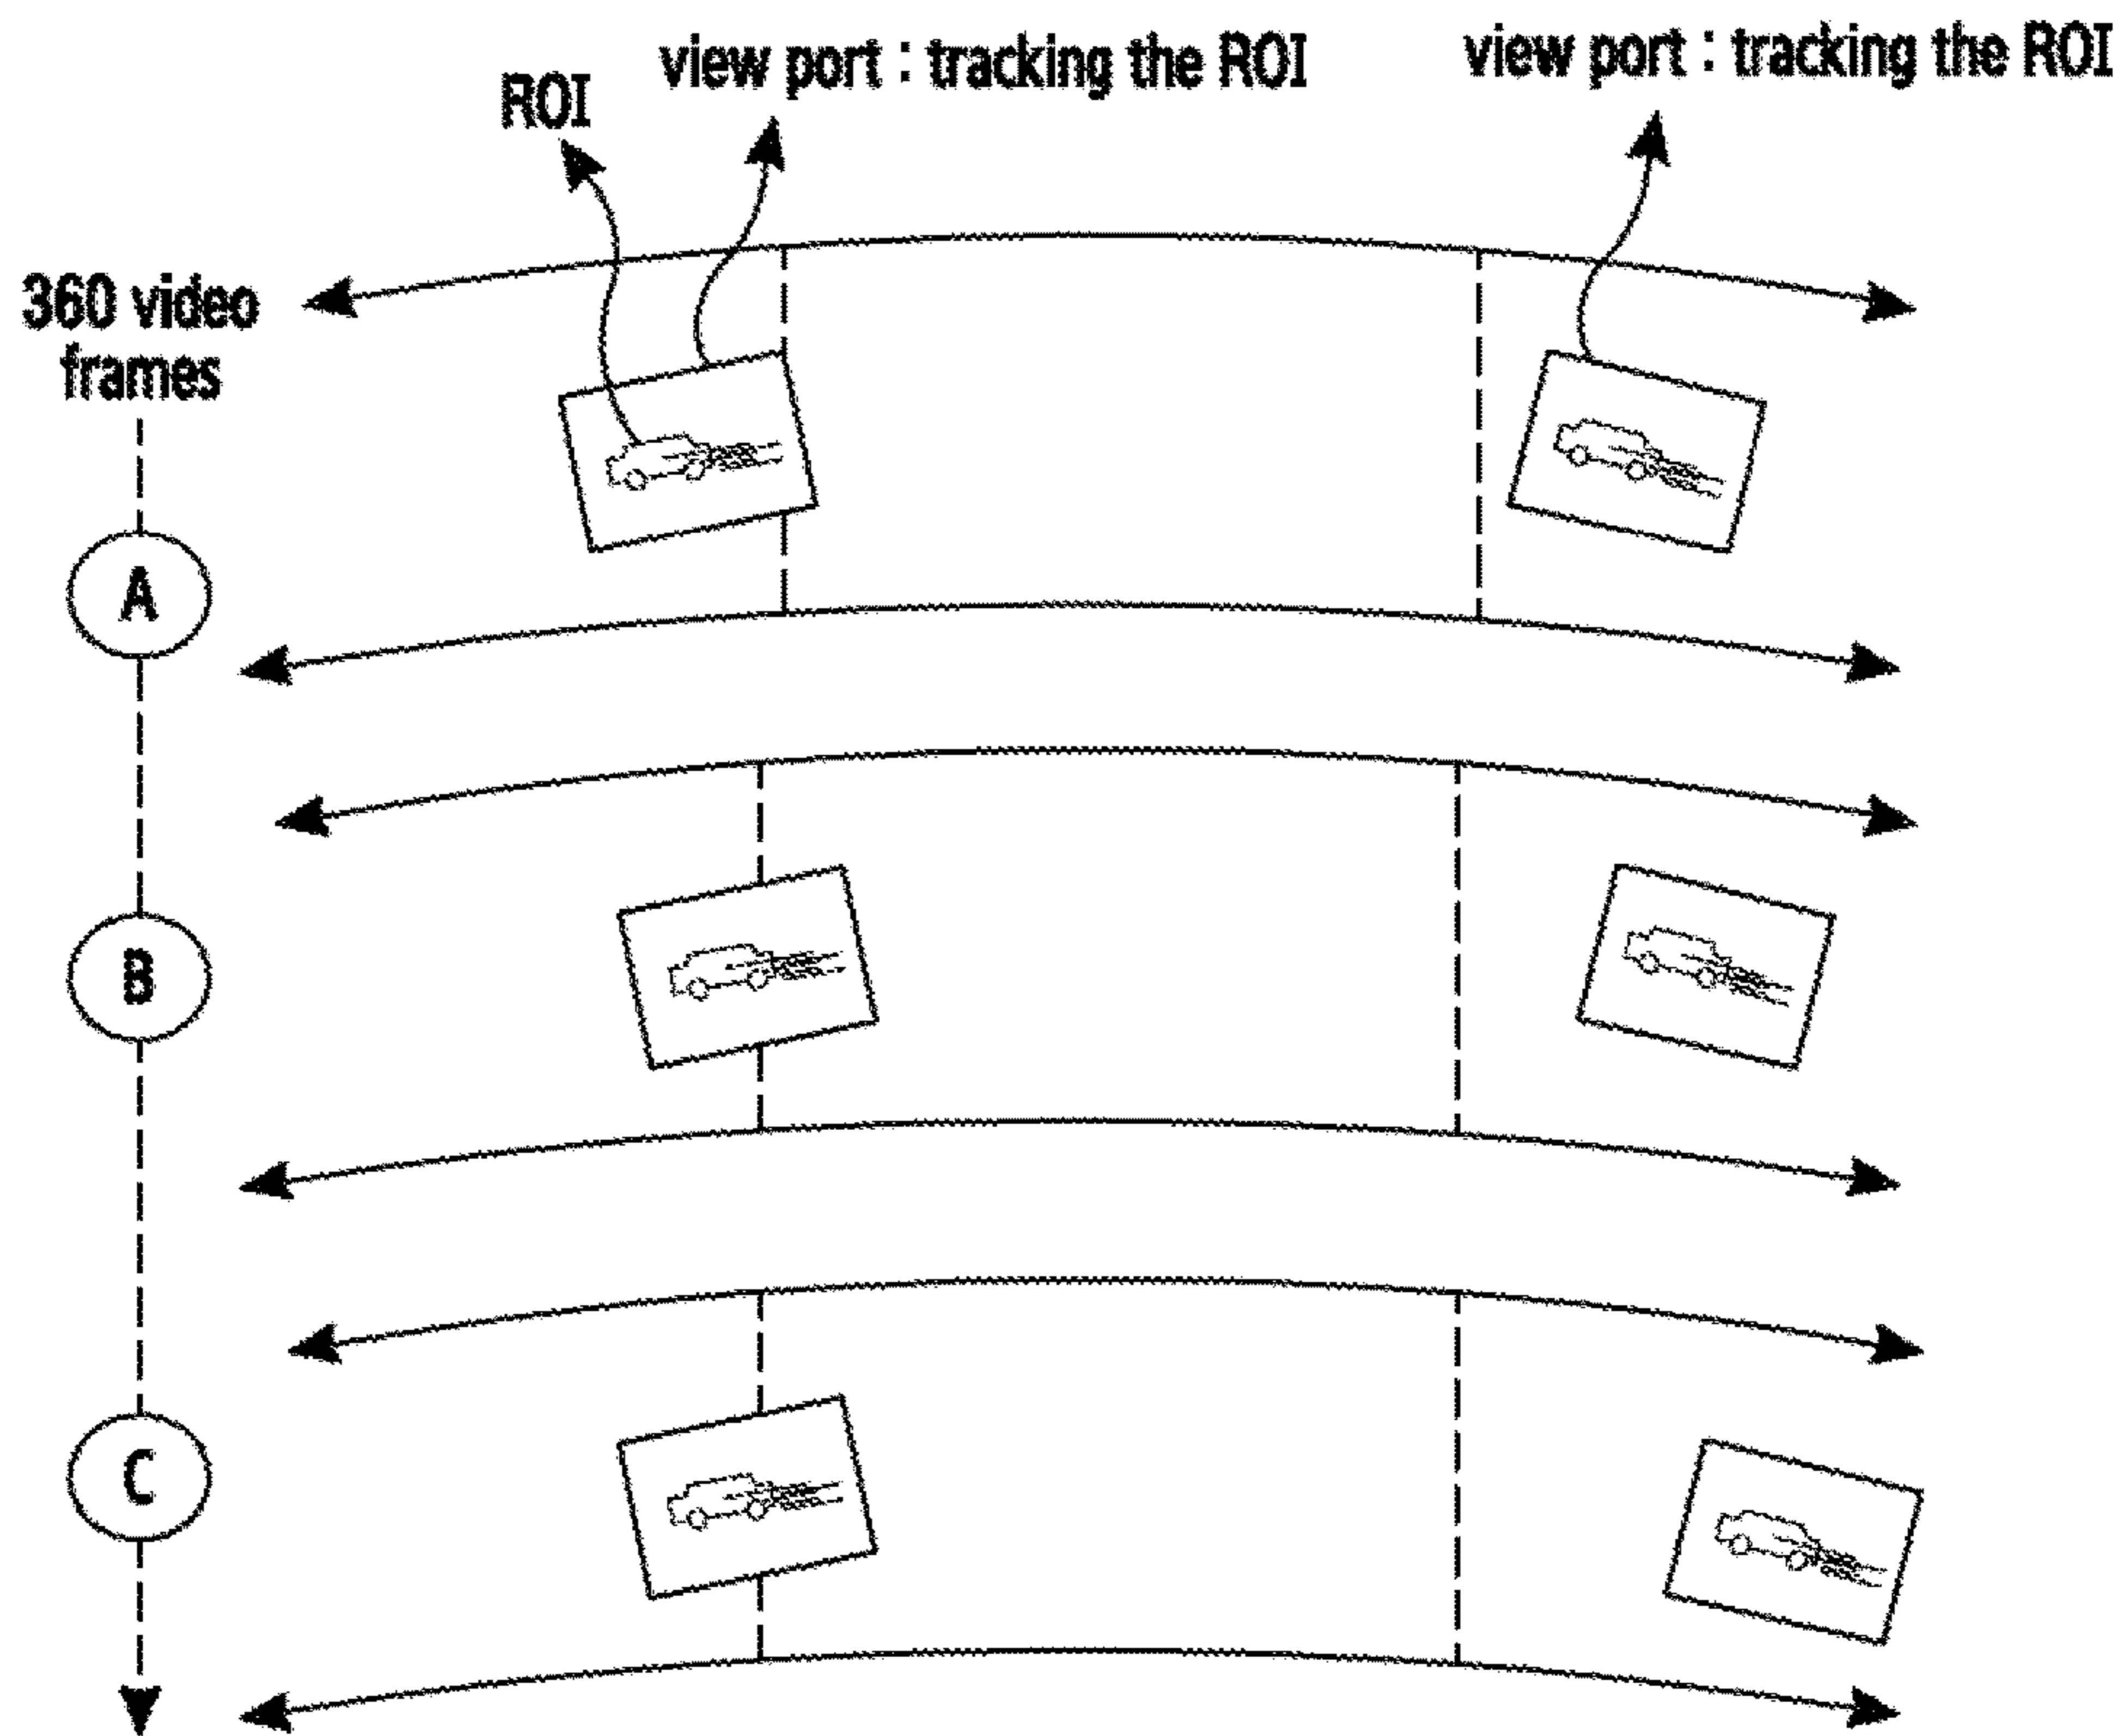 view port : tracking the ROI
view port : tracking the ROI
ROI
360 video
frames
A
B
C